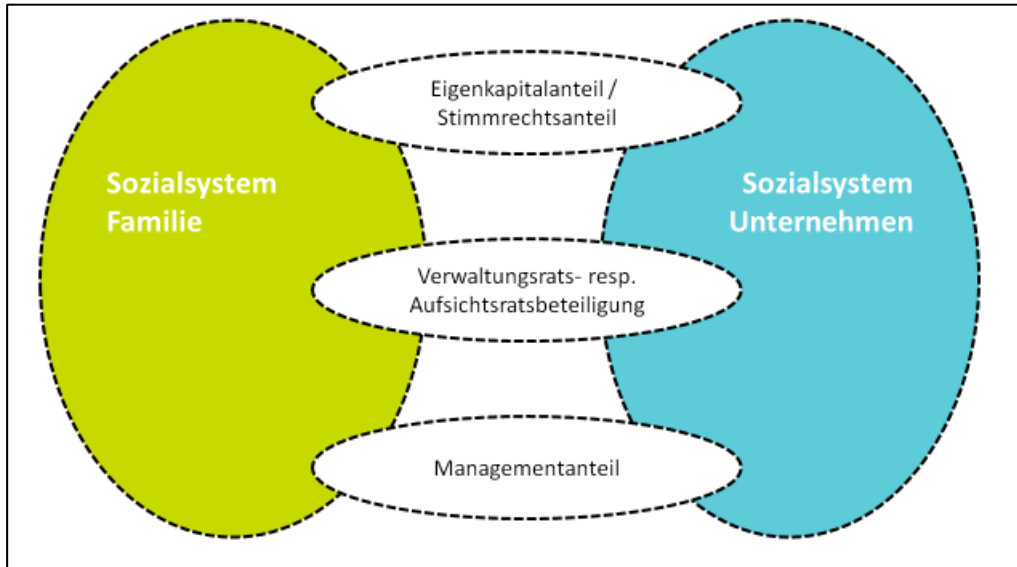 Eigenkapitalanteil /
Stimmrechtsanteil
Sozialsystem
Familie
Sozialsystem
Unternehmen
Verwaltungsrats- resp.
Aufsichtsratsbeteiligung
Managementanteil